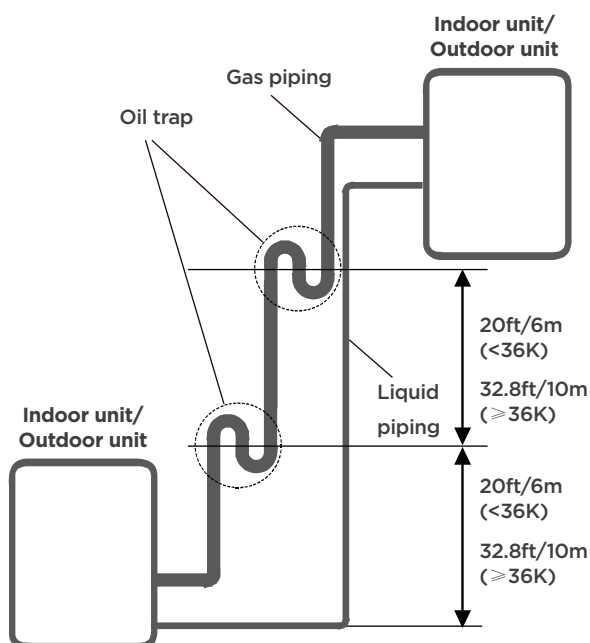 Indoor unit/
Outdoor unit
Gas piping
Oil trap
20ft/6m
(<36K)
32.8ft/10m
(⩾36K)
Liquid
piping
Indoor unit/
Outdoor unit
20ft/6m
(<36K)
32.8ft/10m
(⩾36K)